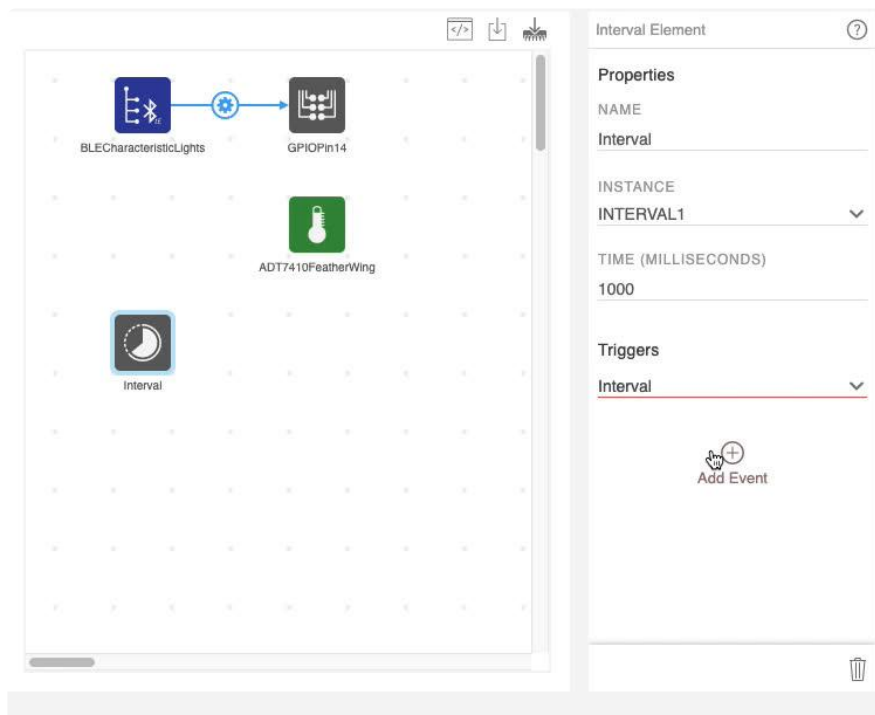 </>
Interval Element
?
BLECharacteristicLights
GPIOPin14
ADT7410FeatherWing
Interval
Properties
NAME
Interval
INSTANCE
INTERVAL1
TIME (MILLISECONDS)
1000
Triggers
Interval
Add Event